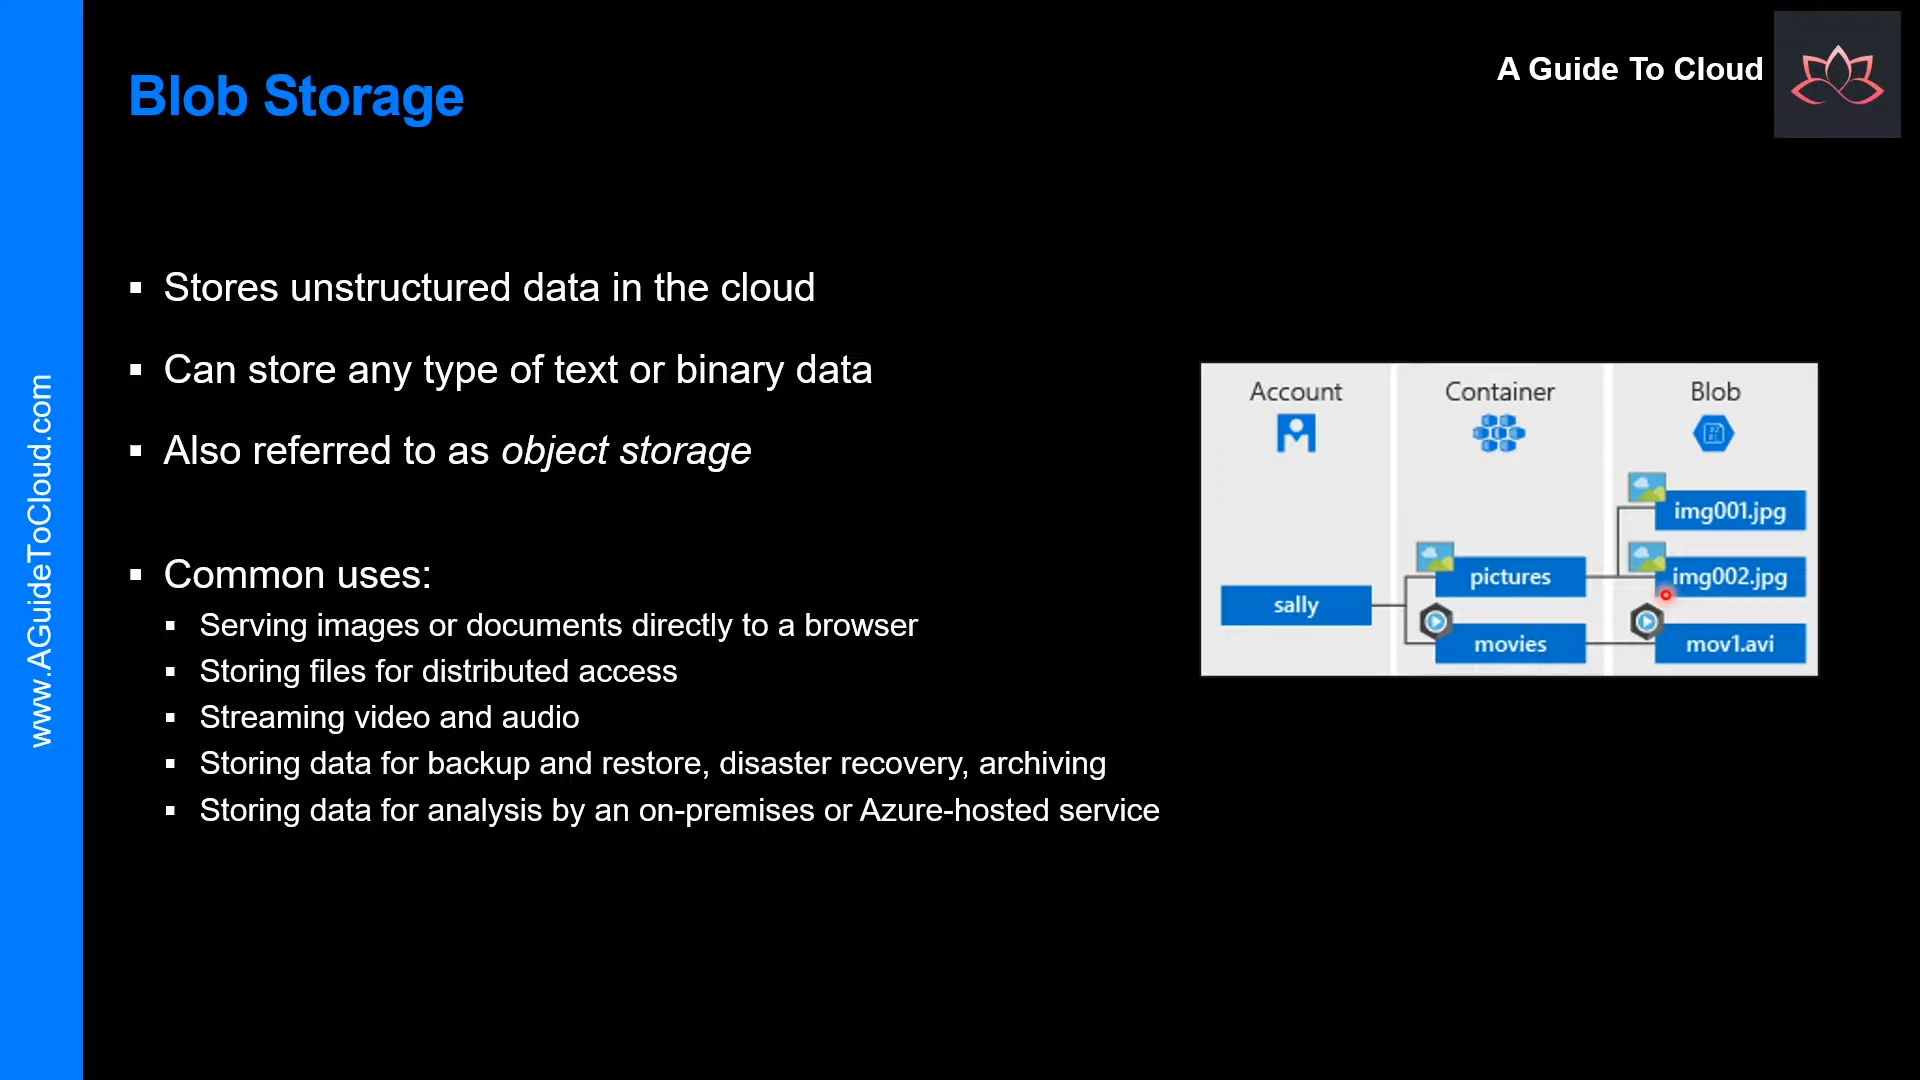 Blob Storage
A Guide To Cloud
www.AGuideToCloud.com
Stores unstructured data in the cloud
Can store any type of text or binary data
Also referred to as object storage
Common uses:
Serving images or documents directly to a browser
Storing files for distributed access
Streaming video and audio
Storing data for backup and restore, disaster recovery, archiving
Storing data for analysis by an on-premises or Azure-hosted service
Account
Container
Blob
sally
pictures
movies
img001.jpg
img002.jpg
mov1.avi